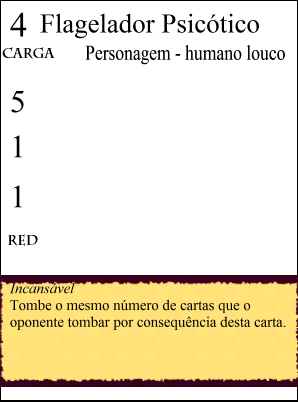 4 Flagelador Psicótico
CARGA Personagem - humano louco
5
1
1
RED
Incansável
Tombe o mesmo número de cartas que o
oponente tombar por consequência desta carta.